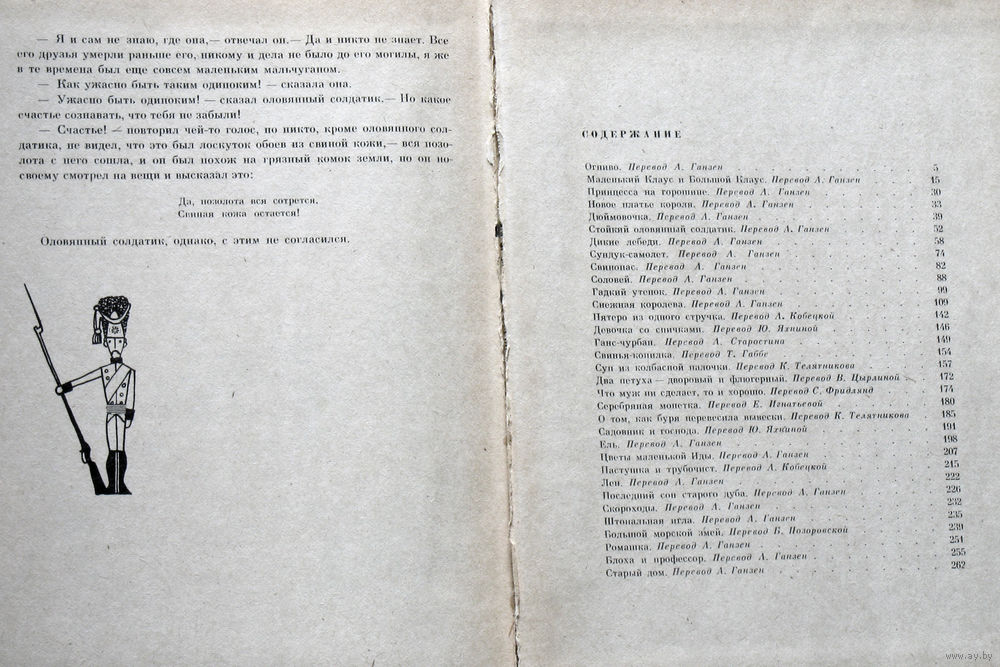 — Я и сам не знаю, где она,— отвечал он.— Да и никто не знает. Все
его друзья умерли раньше его, никому и дела не было до его могилы, я же
в те времена был еще совсем маленьким мальчуганом.
— Как ужасно быть таким одиноким! — сказала она.
— Ужасно быть одиноким! — сказал оловянный солдатик.— Но какое
счастье сознавать, что тебя не забыли!
— Счастье! — повторил чей-то голос, но никто, кроме оловянного сол-
датика, не видел, что это был лоскуток обоев из свиной кожи,— вся позо-
лота с него сошла, и он был похож на грязный комок земли, но он по-
своему смотрел на вещи и высказал это:
Да, позолота вся сотрется.
Свиная кожа остается!
Оловянный солдатик, однако, с этим не согласился.
СОДЕРЖАНИЕ
Огниво. Перевод А. Ганзен 5
Маленький Клаус и Большой Клаус. Перевод А. Ганзен 15
Принцесса на горошине. Перевод А. Ганзен 30
Новое платье короля. Перевод А. Ганзен 33
Дюймовочка. Перевод А. Ганзен 39
Стойкий оловянный солдатик. Перевод А. Ганзен 52
Дикие лебеди. Перевод А. Ганзен 58
Сундук-самолет. Перевод А. Ганзен 74
Свинопас. Перевод А. Ганзен 82
Соловей. Перевод А. Ганзен 88
Гадкий утенок. Перевод А. Ганзен 99
Снежная королева. Перевод А. Ганзен 109
Пятеро из одного стручка. Перевод А. Кобецкой 142
Девочка со спичками. Перевод Ю. Яхниной 146
Ганс-чурбан. Перевод А. Старостина 149
Свинья-копилка. Перевод Т. Габбе 154
Суп из колбасной палочки. Перевод К. Телятникова 157
Два петуха — дворовый и флюгерный. Перевод В. Цырлиной 172
Что муж ни сделает, то и хорошо. Перевод С. Фридлянд 174
Серебряная монетка. Перевод Е. Игнатьевой 180
О том, как буря перевесила вывески. Перевод К. Телятникова 185
Садовник и господа. Перевод Ю. Яхниной 191
Ель. Перевод А. Ганзен 198
Цветы маленькой Иды. Перевод А. Ганзен 207
Пастушка и трубочист. Перевод А. Кобецкой 215
Лен. Перевод А. Ганзен 222
Последний сон старого дуба. Перевод А. Ганзен 226
Скороходы. Перевод А. Ганзен 232
Штопальная игла. Перевод А. Ганзен 235
Большой морской змей. Перевод Б. Позоровской 239
Ромашка. Перевод А. Ганзен 251
Блоха и профессор. Перевод А. Ганзен 255
Старый дом. Перевод А. Ганзен 262
www.ay.by